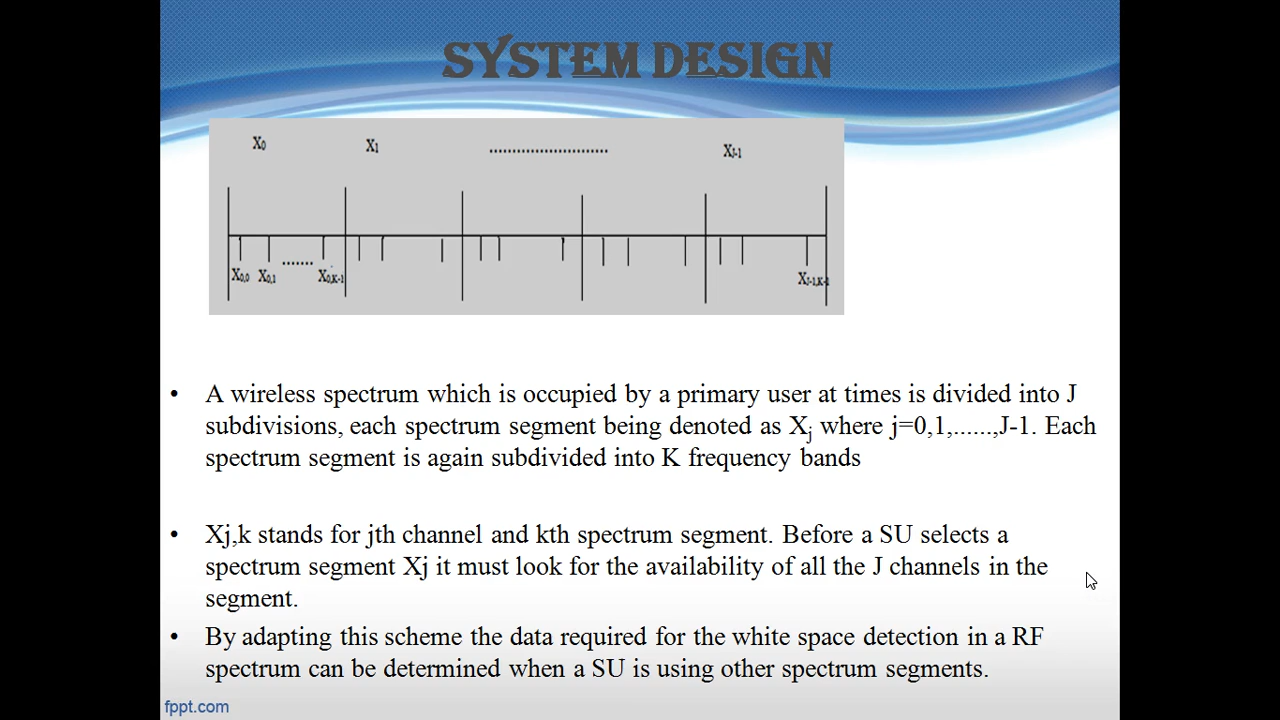 SYSTEM DESIGN
X0 X1 .......................... XJ-1
X0,0 X0,1 ....... X0,K-1 XJ-1,K-1
• A wireless spectrum which is occupied by a primary user at times is divided into J
subdivisions, each spectrum segment being denoted as Xj where j=0,1,......,J-1. Each
spectrum segment is again subdivided into K frequency bands
• Xj,k stands for jth channel and kth spectrum segment. Before a SU selects a
spectrum segment Xj it must look for the availability of all the J channels in the
segment.
• By adapting this scheme the data required for the white space detection in a RF
spectrum can be determined when a SU is using other spectrum segments.
fppt.com